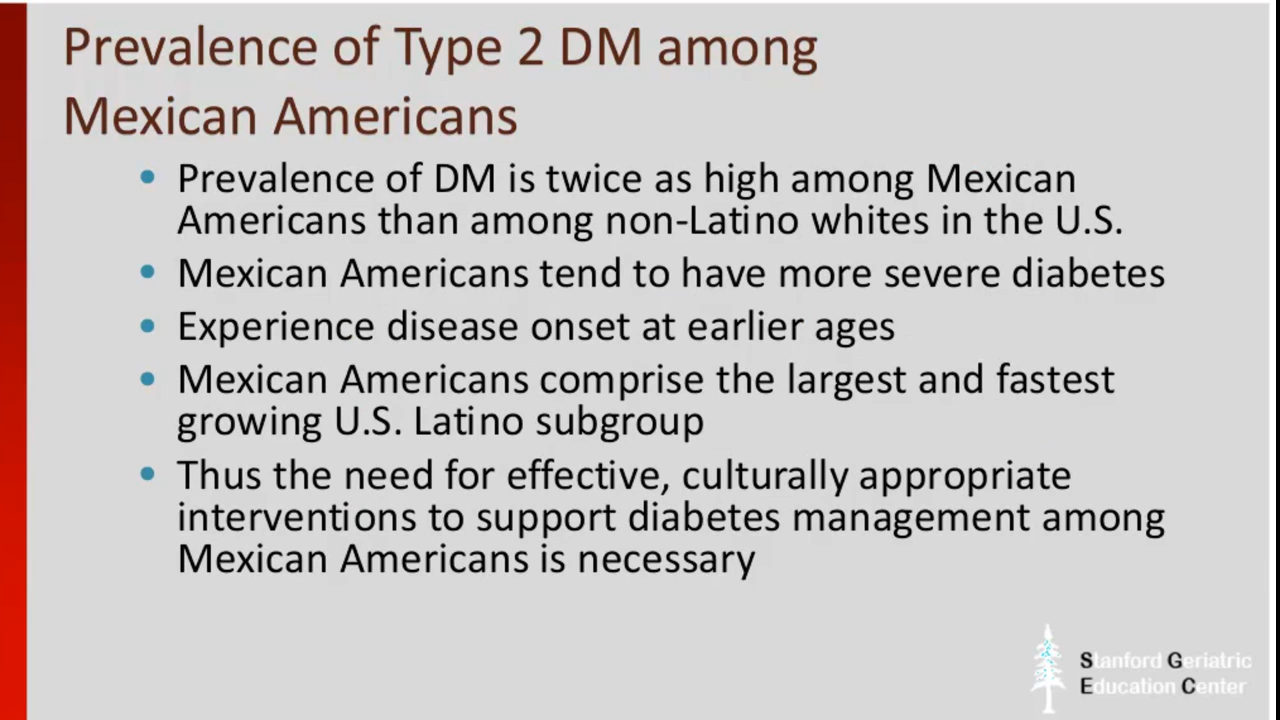 Prevalence of Type 2 DM among
Mexican Americans
• Prevalence of DM is twice as high among Mexican
Americans than among non-Latino whites in the U.S.
• Mexican Americans tend to have more severe diabetes
• Experience disease onset at earlier ages
• Mexican Americans comprise the largest and fastest
growing U.S. Latino subgroup
• Thus the need for effective, culturally appropriate
interventions to support diabetes management among
Mexican Americans is necessary
Stanford Geriatric
Education Center